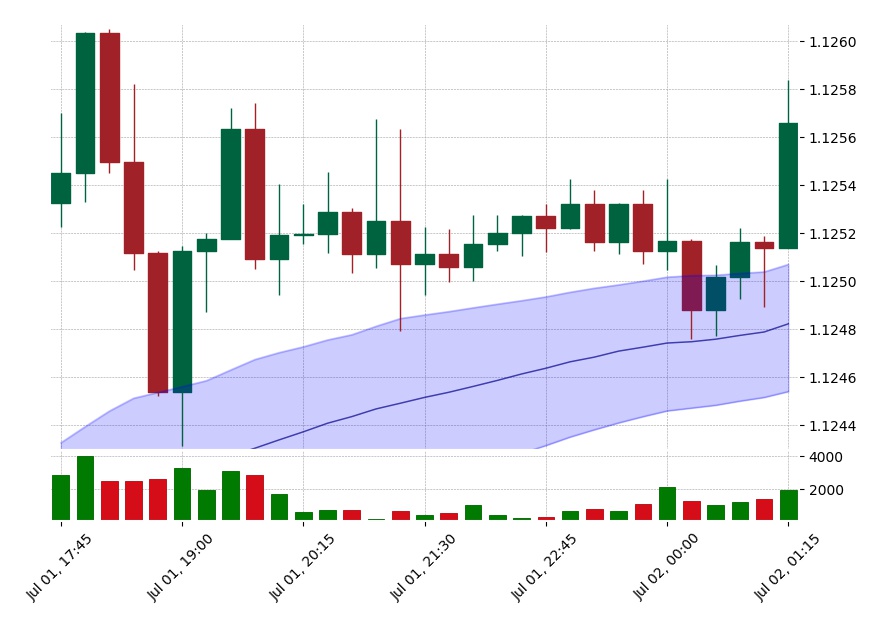 1.1260
1.1258
1.1256
1.1254
1.1252
1.1250
1.1248
1.1246
1.1244
4000
2000
Jul 01, 17:45
Jul 01, 19:00
Jul 01, 20:15
Jul 01, 21:30
Jul 01, 22:45
Jul 02, 00:00
Jul 02, 01:15